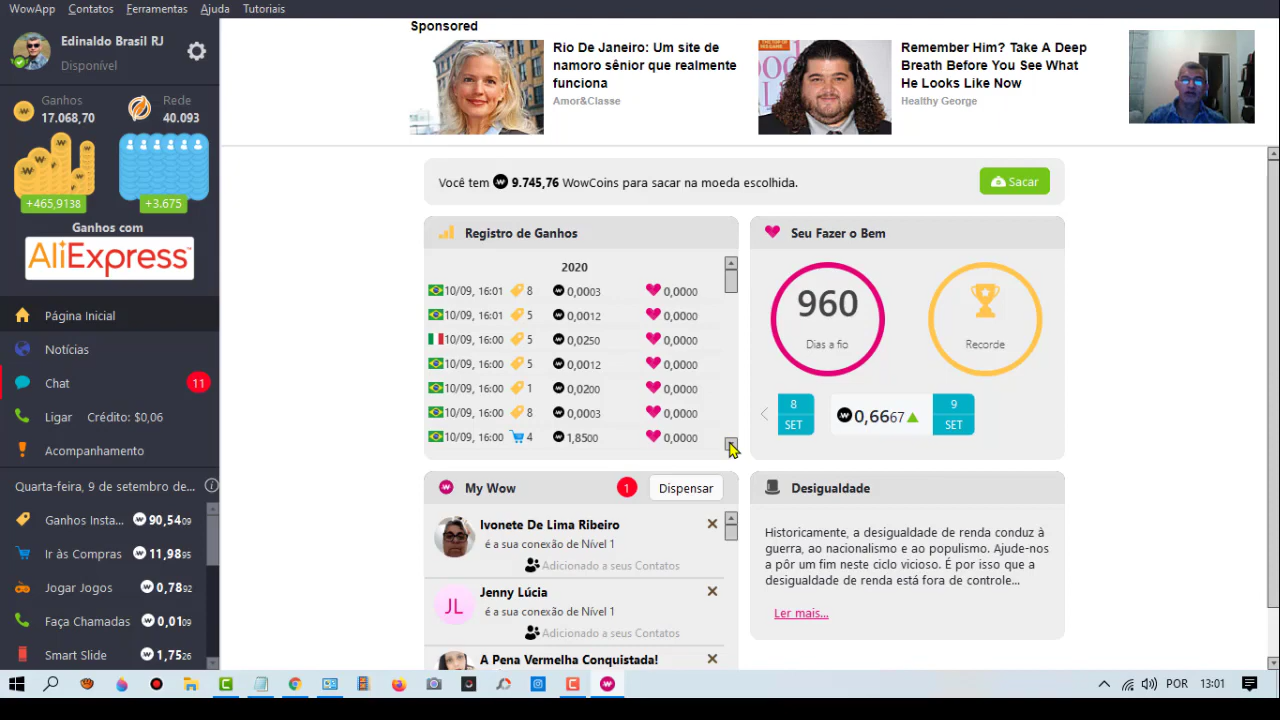 WowApp Contatos Ferramentas Ajuda Tutoriais
Edinaldo Brasil RJ
Disponível
Ganhos
17.068,70
Rede
40.093
+465,9138
+3.675
Ganhos com
AliExpress
Página Inicial
Notícias
Chat 11
Ligar Crédito: $0,06
Acompanhamento
Quarta-feira, 9 de setembro de...
Ganhos Insta... 90,5409
Ir às Compras 11,9895
Jogar Jogos 0,7892
Faça Chamadas 0,0109
Smart Slide 1,7526
Sponsored
Rio De Janeiro: Um site de
namoro sênior que realmente
funciona
Amor&Classe
Remember Him? Take A Deep
Breath Before You See What
He Looks Like Now
Healthy George
Você tem 9.745,76 WowCoins para sacar na moeda escolhida.
Sacar
Registro de Ganhos
2020
10/09, 16:01 8 0,0003 0,0000
10/09, 16:01 5 0,0012 0,0000
10/09, 16:00 5 0,0250 0,0000
10/09, 16:00 5 0,0012 0,0000
10/09, 16:00 1 0,0200 0,0000
10/09, 16:00 8 0,0003 0,0000
10/09, 16:00 4 1,8500 0,0000
Seu Fazer o Bem
960
Dias a fio
Recorde
8
SET
0,6667
9
SET
My Wow 1 Dispensar
Ivonete De Lima Ribeiro
é a sua conexão de Nível 1
Adicionado a seus Contatos
JL
Jenny Lúcia
é a sua conexão de Nível 1
Adicionado a seus Contatos
A Pena Vermelha Conquistada!
Desigualdade
Historicamente, a desigualdade de renda conduz à
guerra, ao nacionalismo e ao populismo. Ajude-nos
a pôr um fim neste ciclo vicioso. É por isso que a
desigualdade de renda está fora de controle...
Ler mais...
POR 13:01